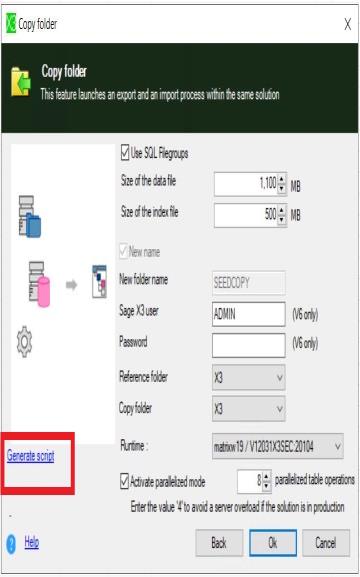 Copy folder
X
Copy folder
This feature launches an export and an import process within the same solution
Use SQL Filegroups
Size of the data file 1,100 MB
Size of the index file 500 MB
New name
New folder name SEEDCOPY
Sage X3 user ADMIN (V6 only)
Password (V6 only)
Reference folder X3
Copy folder X3
Runtime : matrixw19 / V12031X3SEC:20104
Generate script
Activate parallelized mode 8 parallelized table operations
Enter the value '4' to avoid a server overload if the solution is in production
-
Help Back Ok Cancel